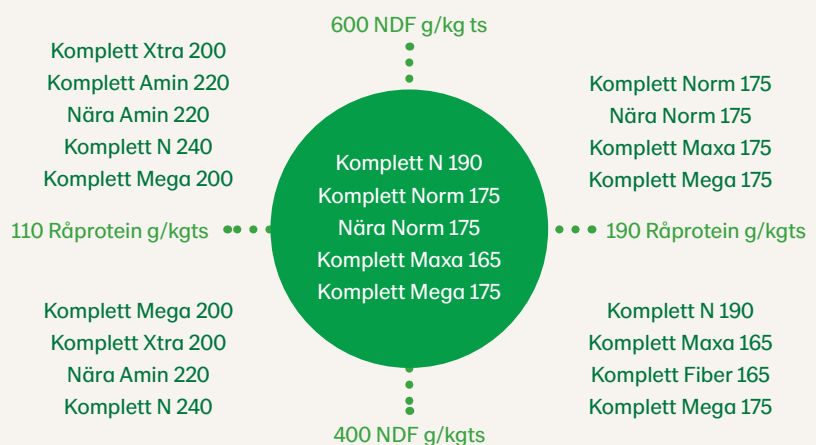 600 NDF g/kg ts
Komplett Xtra 200
Komplett Amin 220
Nära Amin 220
Komplett N 240
Komplett Mega 200
Komplett Norm 175
Nära Norm 175
Komplett Maxa 175
Komplett Mega 175
110 Råprotein g/kgts
Komplett N 190
Komplett Norm 175
Nära Norm 175
Komplett Maxa 165
Komplett Mega 175
190 Råprotein g/kgts
Komplett Mega 200
Komplett Xtra 200
Nära Amin 220
Komplett N 240
Komplett N 190
Komplett Maxa 165
Komplett Fiber 165
Komplett Mega 175
400 NDF g/kgts